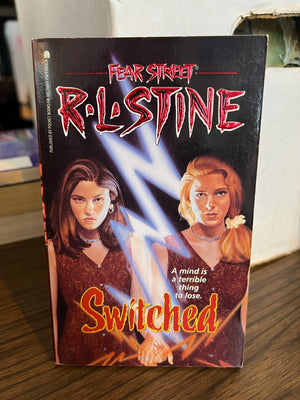 FEAR STREET
R•L•STINE
A mind is
a terrible
thing
to lose.
Switched